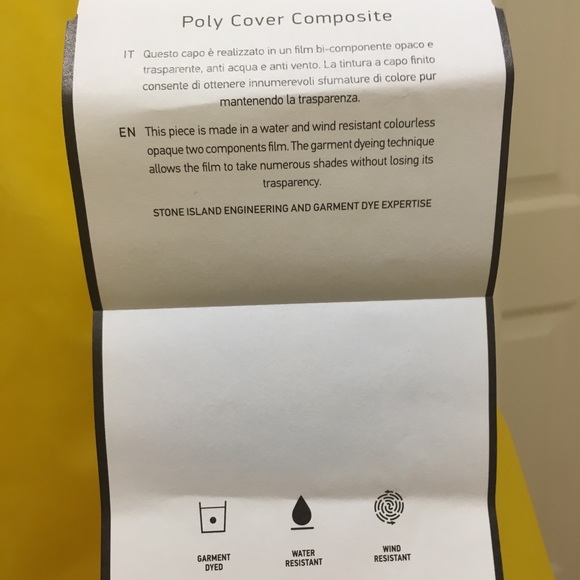 Poly Cover Composite
IT Questo capo è realizzato in un film bi-componente opaco e
trasparente, anti acqua e anti vento. La tintura a capo finito
consente di ottenere innumerevoli sfumature di colore pur
mantenendo la trasparenza.
EN This piece is made in a water and wind resistant colourless
opaque two components film. The garment dyeing technique
allows the film to take numerous shades without losing its
trasparency.
STONE ISLAND ENGINEERING AND GARMENT DYE EXPERTISE
GARMENT
DYED
WATER
RESISTANT
WIND
RESISTANT